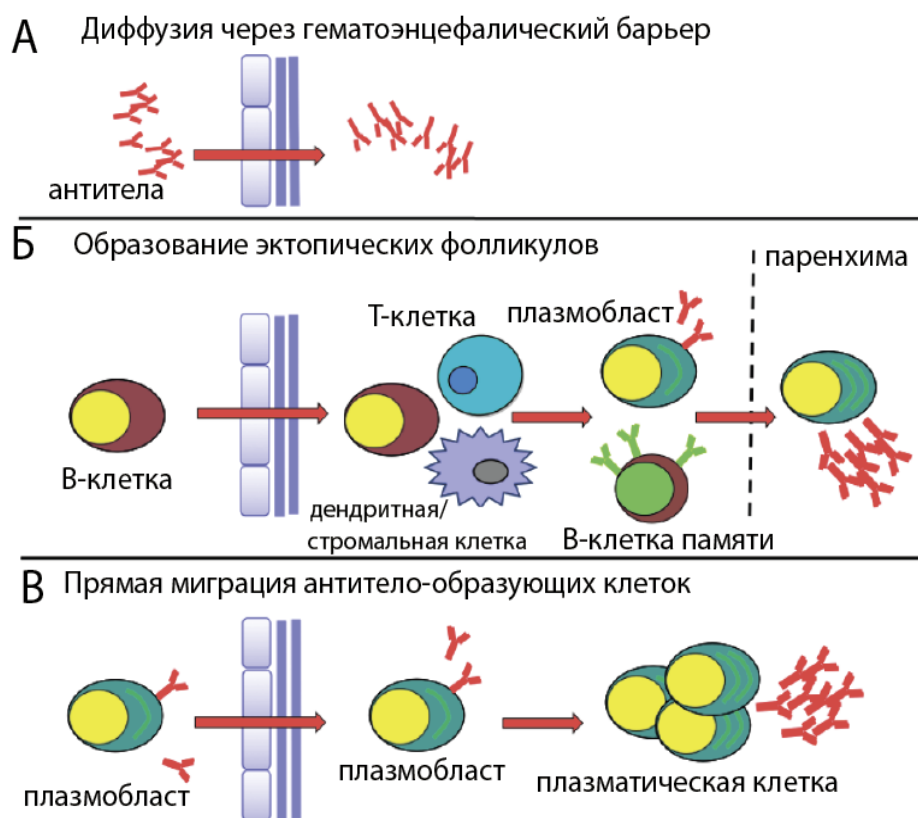 А Диффузия через гематоэнцефалический барьер
антитела
Б Образование эктопических фолликулов
паренхима
Т-клетка
плазмобласт
В-клетка
дендритная/
стромальная клетка
В-клетка памяти
В Прямая миграция антитело-образующих клеток
плазмобласт
плазмобласт
плазматическая клетка